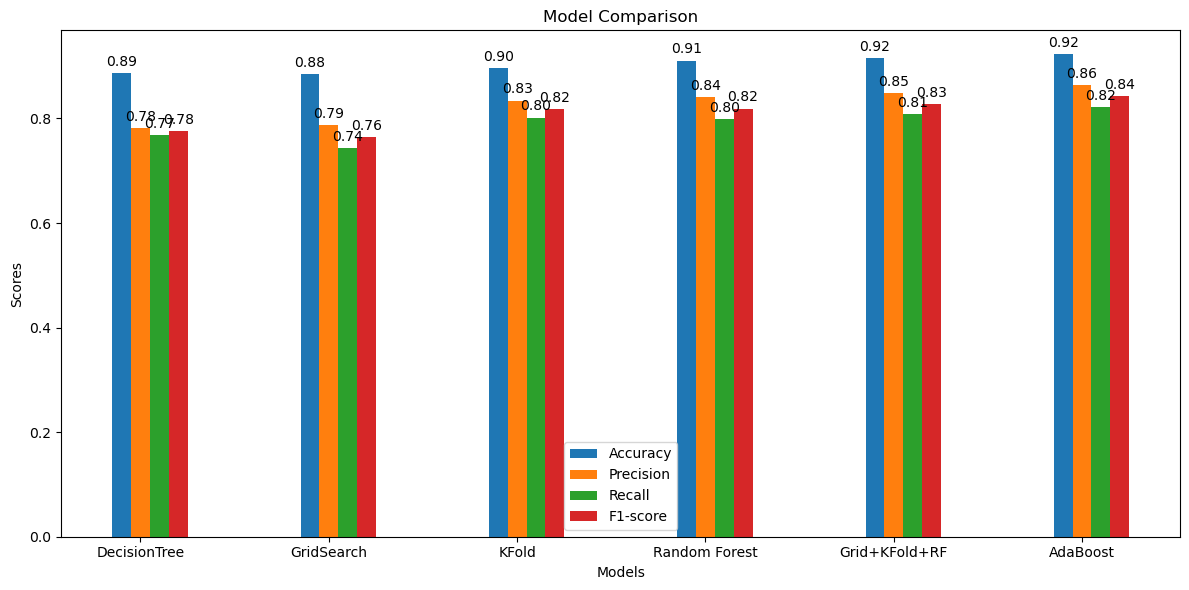 Model Comparison
0.89 0.78 0.77 0.78
0.88 0.79 0.74 0.76
0.90 0.83 0.80 0.82
0.91 0.84 0.80 0.82
0.92 0.85 0.81 0.83
0.92 0.86 0.82 0.84
Scores
0.8
0.6
0.4
0.2
0.0
Accuracy
Precision
Recall
F1-score
DecisionTree GridSearch KFold Random Forest Grid+KFold+RF AdaBoost
Models